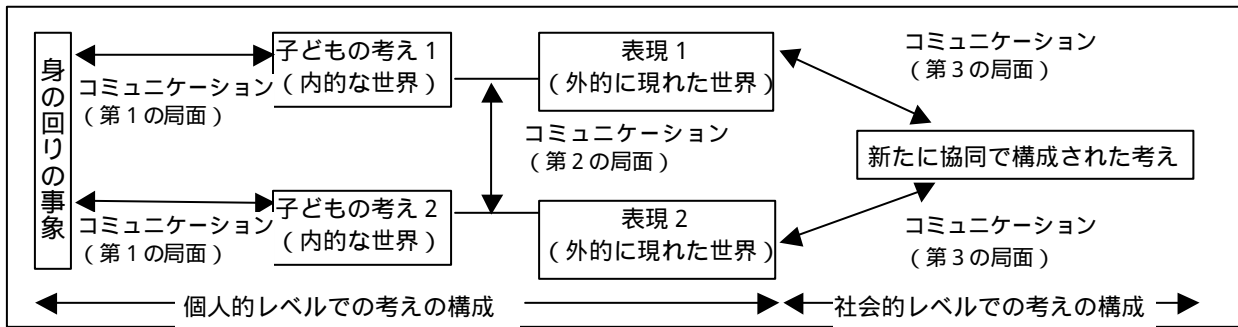 身の回りの事象
コミュニケーション
（第１の局面）
子どもの考え１
（内的な世界）
表現１
（外的に現れた世界）
コミュニケーション
（第３の局面）
コミュニケーション
（第２の局面）
新たに協同で構成された考え
コミュニケーション
（第１の局面）
子どもの考え２
（内的な世界）
表現２
（外的に現れた世界）
コミュニケーション
（第３の局面）
個人的レベルでの考えの構成
社会的レベルでの考えの構成